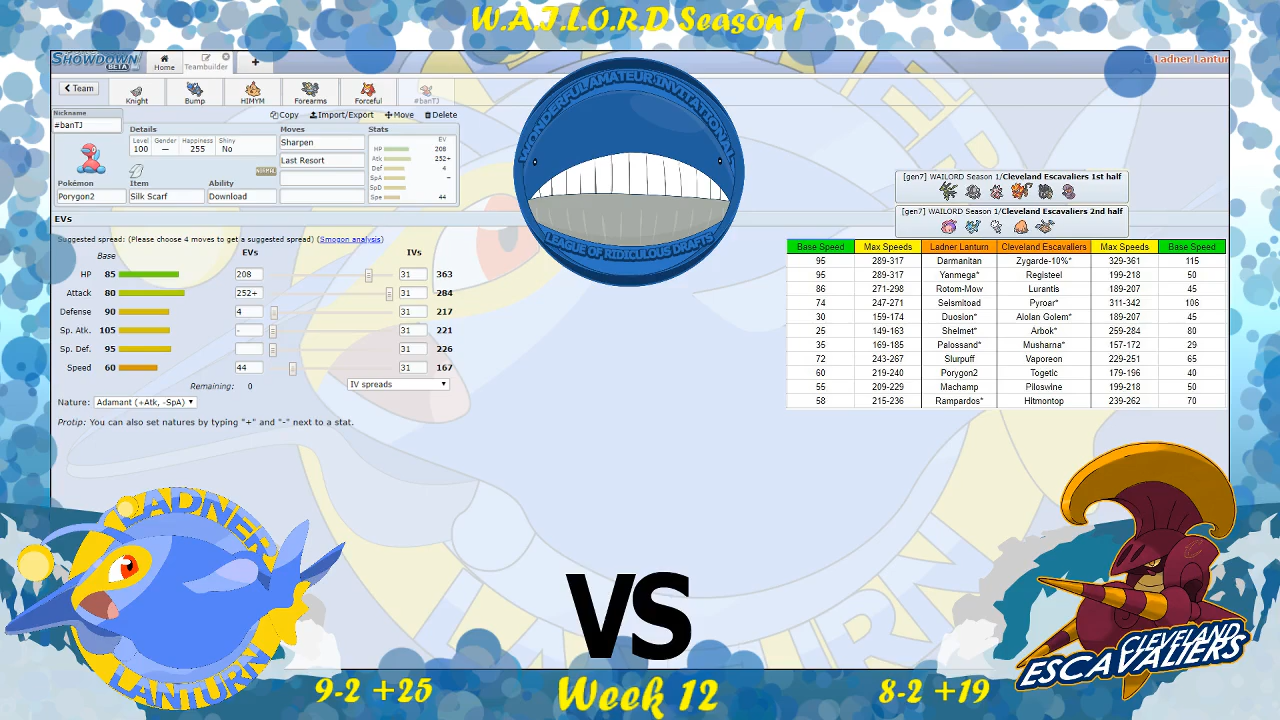 W.A.I.L.O.R.D Season 1
SHOWDOWN
BETA
Home
Teambuilder
+
Ladner Lantur
< Team
Knight
Bump
HIMYM
Forearms
Forceful
#banTJ
Nickname
#banTJ
Copy Import/Export Move Delete
Details
Level Gender Happiness Shiny
100 — 255 No
NORMAL
Pokémon
Porygon2
Item
Silk Scarf
Ability
Download
Moves
Sharpen
Last Resort
Stats
EV
HP 208
Atk 252+
Def 4
SpA –
SpD
Spe 44
EVs
Suggested spread: (Please choose 4 moves to get a suggested spread) (Smogon analysis)
Base EVs IVs
HP 85 208 31 363
Attack 80 252+ 31 284
Defense 90 4 31 217
Sp. Atk. 105 - 31 221
Sp. Def. 95 31 226
Speed 60 44 31 167
Remaining: 0
IV spreads
Nature: Adamant (+Atk, -SpA)
Protip: You can also set natures by typing "+" and "-" next to a stat.
WONDERFUL AMATEUR INVITATIONAL
LEAGUE OF RIDICULOUS DRAFTS
[gen7] WAILORD Season 1/Cleveland Escavaliers 1st half
[gen7] WAILORD Season 1/Cleveland Escavaliers 2nd half
Base Speed Max Speeds Ladner Lanturn Cleveland Escavaliers Max Speeds Base Speed
95 289-317 Darmanitan Zygarde-10%* 329-361 115
95 289-317 Yanmega* Registeel 199-218 50
86 271-298 Rotom-Mow Lurantis 189-207 45
74 247-271 Seismitoad Pyroar* 311-342 106
30 159-174 Duosion* Alolan Golem* 189-207 45
25 149-163 Shelmet* Arbok* 259-284 80
35 169-185 Palossand* Musharna* 157-172 29
72 243-267 Slurpuff Vaporeon 229-251 65
60 219-240 Porygon2 Togetic 179-196 40
55 209-229 Machamp Piloswine 199-218 50
58 215-236 Rampardos* Hitmontop 239-262 70
LADNER
LANTURN
VS
CLEVELAND
ESCAVALIERS
9-2 +25
Week 12
8-2 +19